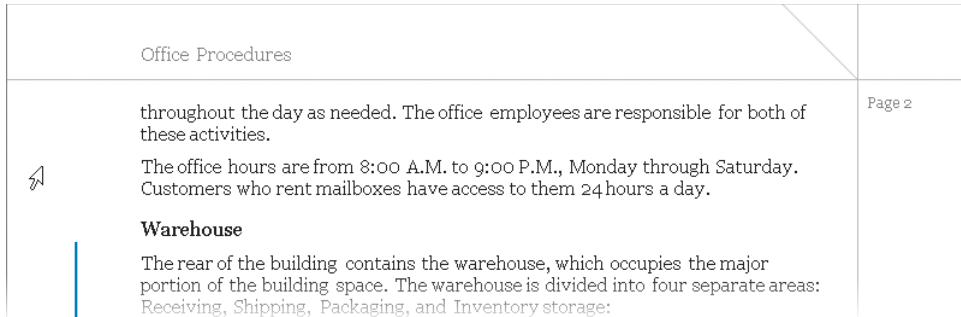 Office Procedures
Page 2
throughout the day as needed. The office employees are responsible for both of
these activities.
The office hours are from 8:00 A.M. to 9:00 P.M., Monday through Saturday.
Customers who rent mailboxes have access to them 24 hours a day.
Warehouse
The rear of the building contains the warehouse, which occupies the major
portion of the building space. The warehouse is divided into four separate areas:
Receiving, Shipping, Packaging, and Inventory storage: